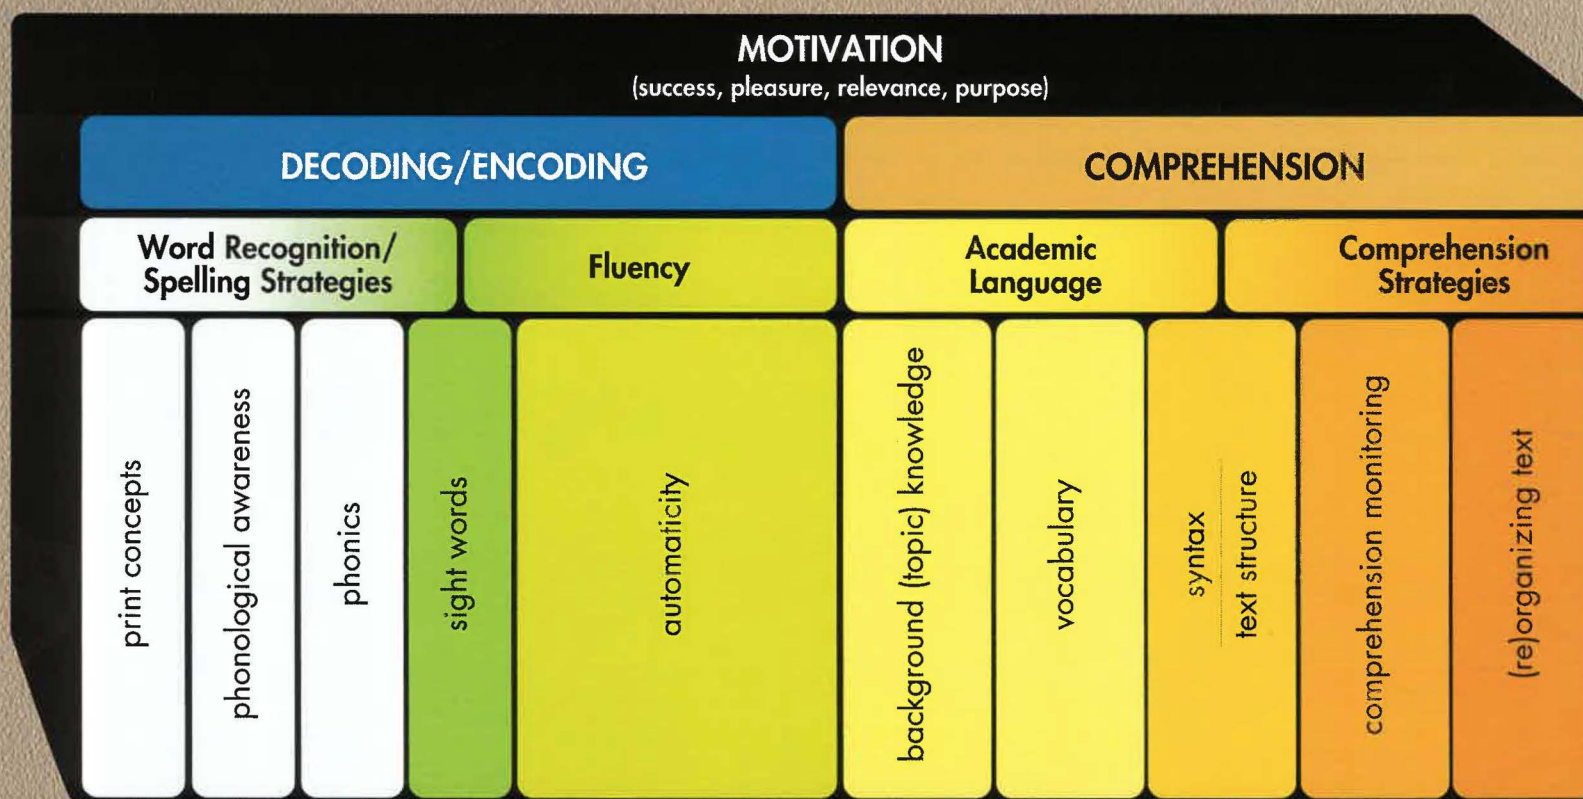 MOTIVATION
(success, pleasure, relevance, purpose)
DECODING/ENCODING
COMPREHENSION
Word Recognition/
Spelling Strategies
Fluency
Academic
Language
Comprehension
Strategies
print concepts
phonological awareness
phonics
sight words
automaticity
background (topic) knowledge
vocabulary
syntax
text structure
comprehension monitoring
(re)organizing text